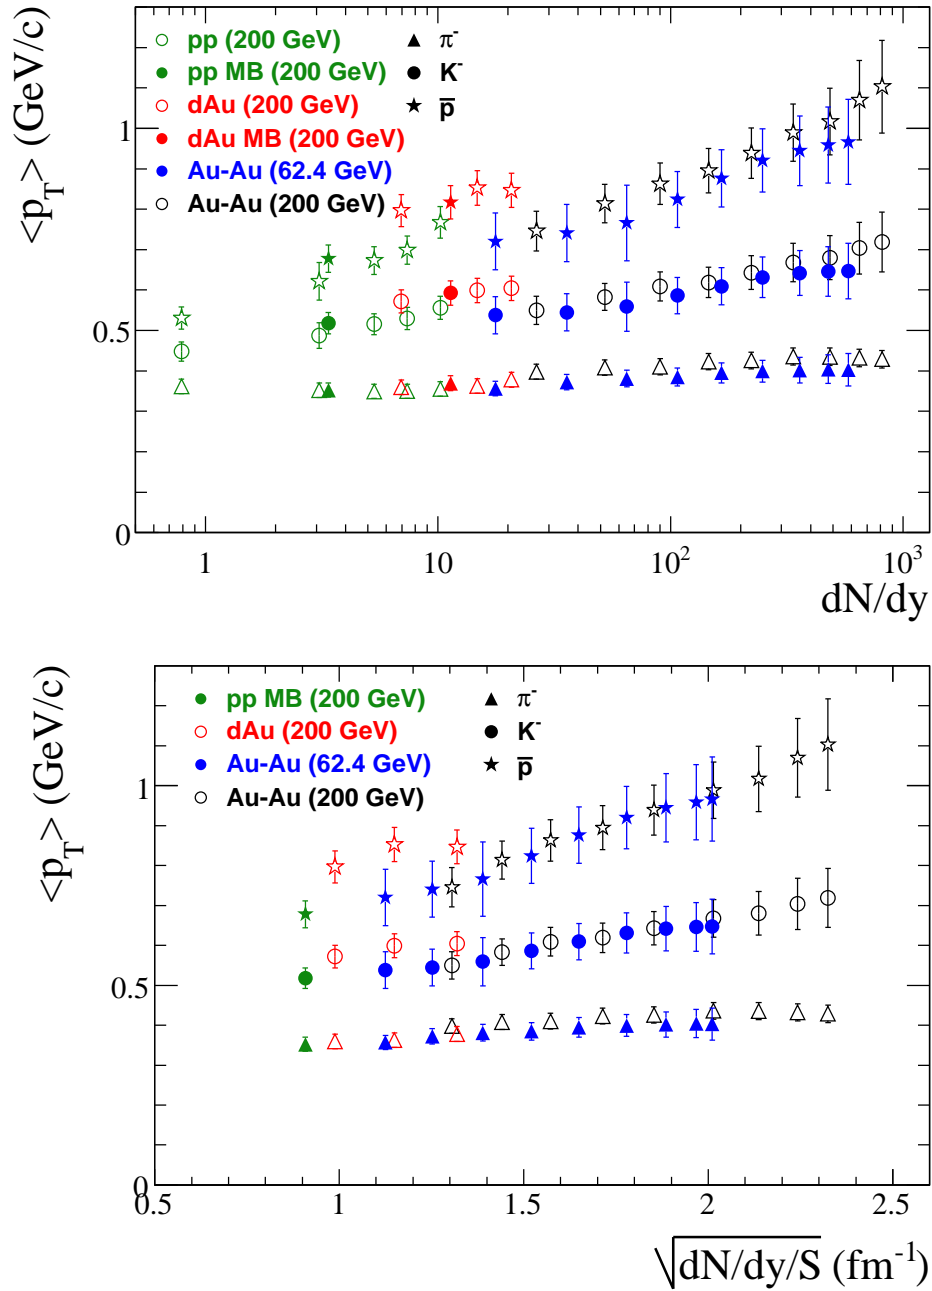 <p_T> (GeV/c)
pp (200 GeV)
pp MB (200 GeV)
dAu (200 GeV)
dAu MB (200 GeV)
Au-Au (62.4 GeV)
Au-Au (200 GeV)
π⁻
K⁻
p̅
1
0.5
0
1
10
10²
10³
dN/dy
<p_T> (GeV/c)
pp MB (200 GeV)
dAu (200 GeV)
Au-Au (62.4 GeV)
Au-Au (200 GeV)
π⁻
K⁻
p̅
1
0.5
0
0.5
1
1.5
2
2.5
√dN/dy/S (fm⁻¹)